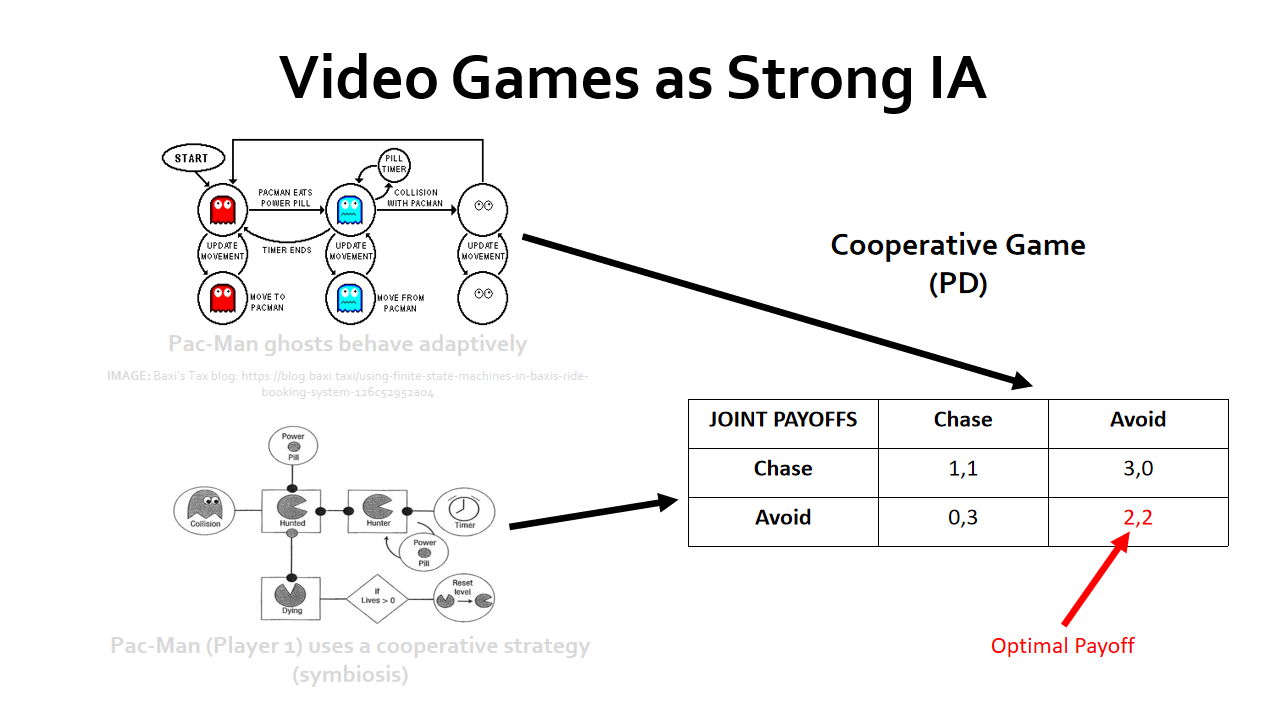 Video Games as Strong IA
START
PILL
TIMER
PACMAN EATS
POWER PILL
COLLISION
WITH PACMAN
UPDATE
MOVEMENT
TIMER ENDS
UPDATE
MOVEMENT
UPDATE
MOVEMENT
MOVE TO
PACMAN
MOVE FROM
PACMAN
Pac-Man ghosts behave adaptively
IMAGE: Baxi's Tax blog: https://blog.baxi.taxi/using-finite-state-machines-in-baxis-ride-
booking-system-126c52952a04
Cooperative Game
(PD)
JOINT PAYOFFS Chase Avoid
Chase 1,1 3,0
Avoid 0,3 2,2
Optimal Payoff
Power
Pill
Collision
Hunted
Hunter
Timer
Power
Pill
Dying
If
Lives > 0
Reset
level
Pac-Man (Player 1) uses a cooperative strategy
(symbiosis)